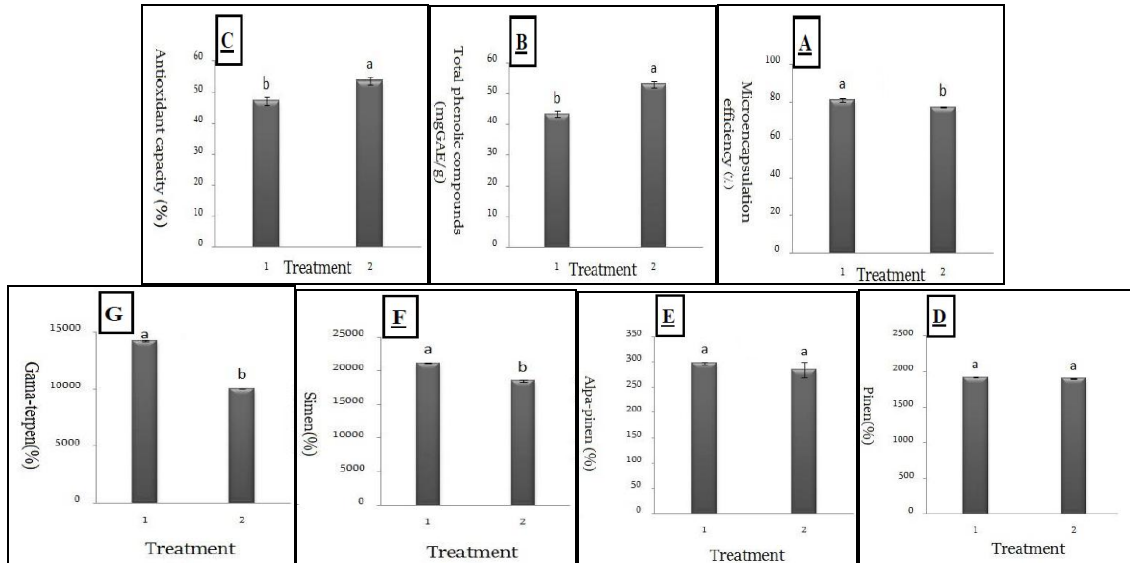 C
Antioxidant capacity (%)
60
50
40
30
20
10
0
b
a
1 Treatment 2
B
Total phenolic compounds
(mgGAE/g)
60
50
40
30
20
10
0
b
a
1 Treatment 2
A
Microencapsulation
efficiency (%)
100
80
60
40
20
0
a
b
1 Treatment 2
G
Gama-terpen(%)
15000
10000
5000
0
a
b
1 2
Treatment
F
Simen(%)
25000
20000
15000
10000
5000
0
a
b
1 2
Treatment
E
Alpa-pinen (%)
350
300
250
200
150
100
50
0
a
a
1 2
Treatment
D
Pinen(%)
2500
2000
1500
1000
500
0
a
a
1 2
Treatment